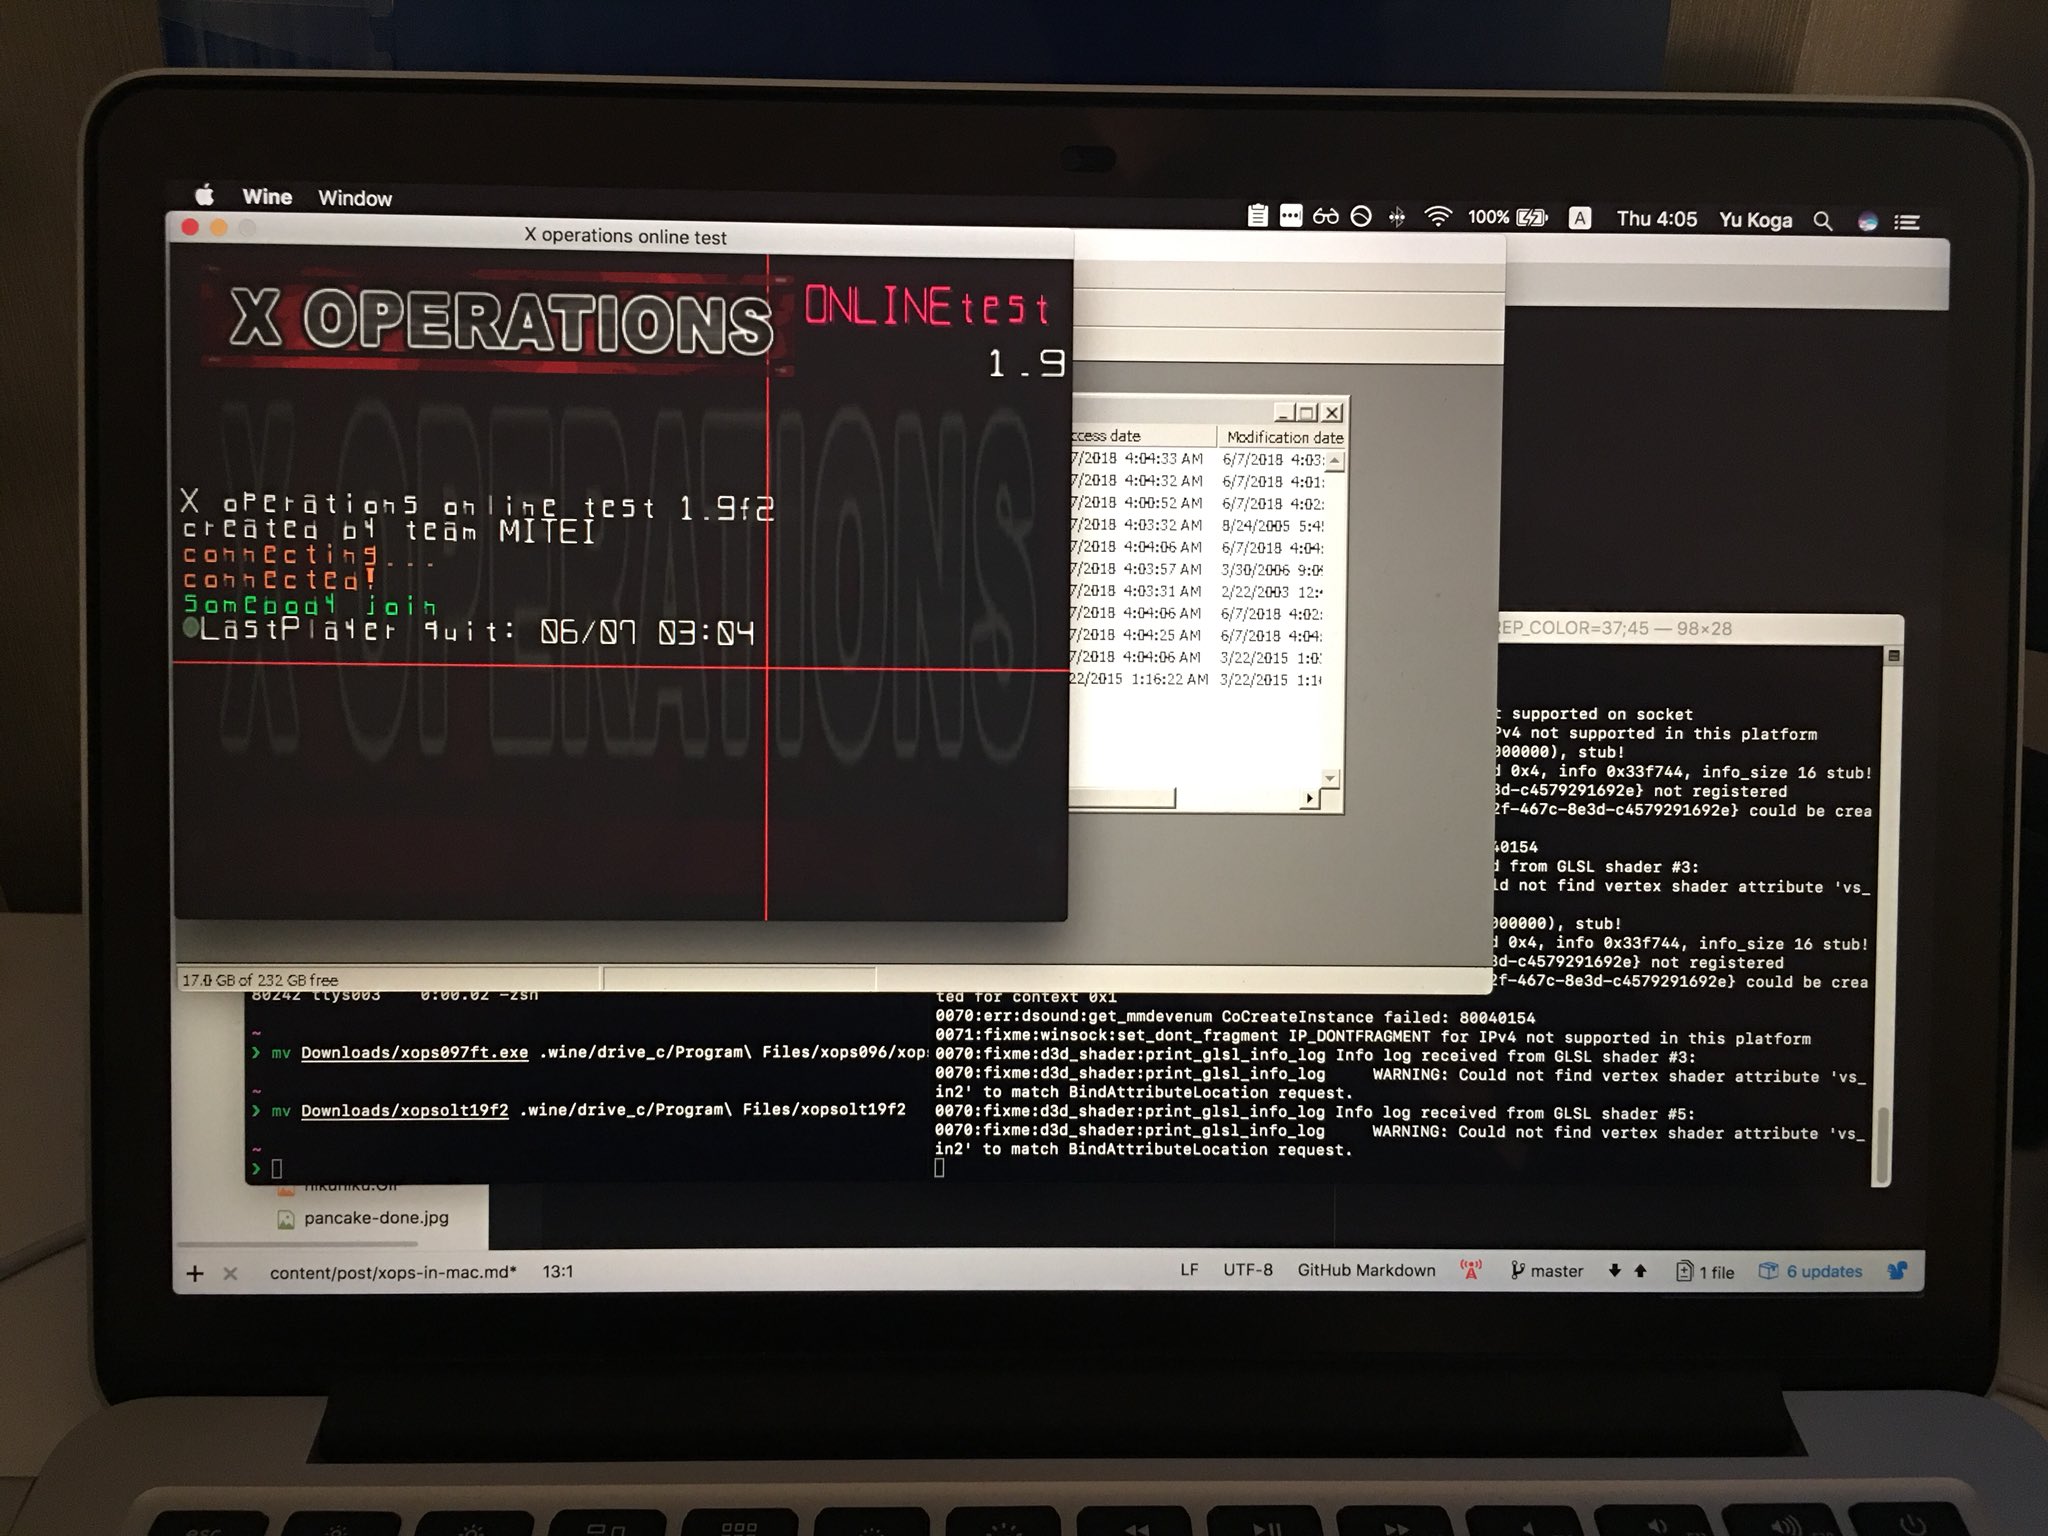 Wine Window
100% A Thu 4:05 Yu Koga
X operations online test
X OPERATIONS
ONLINEtest
1.9
X OPERATIONS
X operations online test 1.9f2
created by team MITEI
connecting...
connected!
somebody join
LastPlayer quit: 06/07 03:04
ccess date Modification date
7/2018 4:04:33 AM 6/7/2018 4:03:
7/2018 4:04:32 AM 6/7/2018 4:01:
7/2018 4:00:52 AM 6/7/2018 4:02:
7/2018 4:03:32 AM 8/24/2005 5:4
7/2018 4:04:06 AM 6/7/2018 4:04:
7/2018 4:03:57 AM 3/30/2006 9:0
7/2018 4:03:31 AM 2/22/2003 12:
7/2018 4:04:06 AM 6/7/2018 4:02:
7/2018 4:04:25 AM 6/7/2018 4:04:
7/2018 4:04:06 AM 3/22/2015 1:0
22/2015 1:16:22 AM 3/22/2015 1:1
17.0 GB of 232 GB free
REP_COLOR=37;45 — 98×28
t supported on socket
Pv4 not supported in this platform
000000), stub!
d 0x4, info 0x33f744, info_size 16 stub!
3d-c4579291692e} not registered
2f-467c-8e3d-c4579291692e} could be crea
40154
d from GLSL shader #3:
ld not find vertex shader attribute 'vs_
000000), stub!
d 0x4, info 0x33f744, info_size 16 stub!
3d-c4579291692e} not registered
2f-467c-8e3d-c4579291692e} could be crea
ted for context 0x1
0070:err:dsound:get_mmdevenum CoCreateInstance failed: 80040154
0071:fixme:winsock:set_dont_fragment IP_DONTFRAGMENT for IPv4 not supported in this platform
0070:fixme:d3d_shader:print_glsl_info_log Info log received from GLSL shader #3:
0070:fixme:d3d_shader:print_glsl_info_log     WARNING: Could not find vertex shader attribute 'vs_
in2' to match BindAttributeLocation request.
0070:fixme:d3d_shader:print_glsl_info_log Info log received from GLSL shader #5:
0070:fixme:d3d_shader:print_glsl_info_log     WARNING: Could not find vertex shader attribute 'vs_
in2' to match BindAttributeLocation request.
80242 ttys003    0:00.02 -zsh
~
❯ mv Downloads/xops097ft.exe .wine/drive_c/Program\ Files/xops096/xop
~
❯ mv Downloads/xopsolt19f2 .wine/drive_c/Program\ Files/xopsolt19f2
~
❯
pancake-done.jpg
content/post/xops-in-mac.md* 13:1
LF UTF-8 GitHub Markdown master 1 file 6 updates
esc